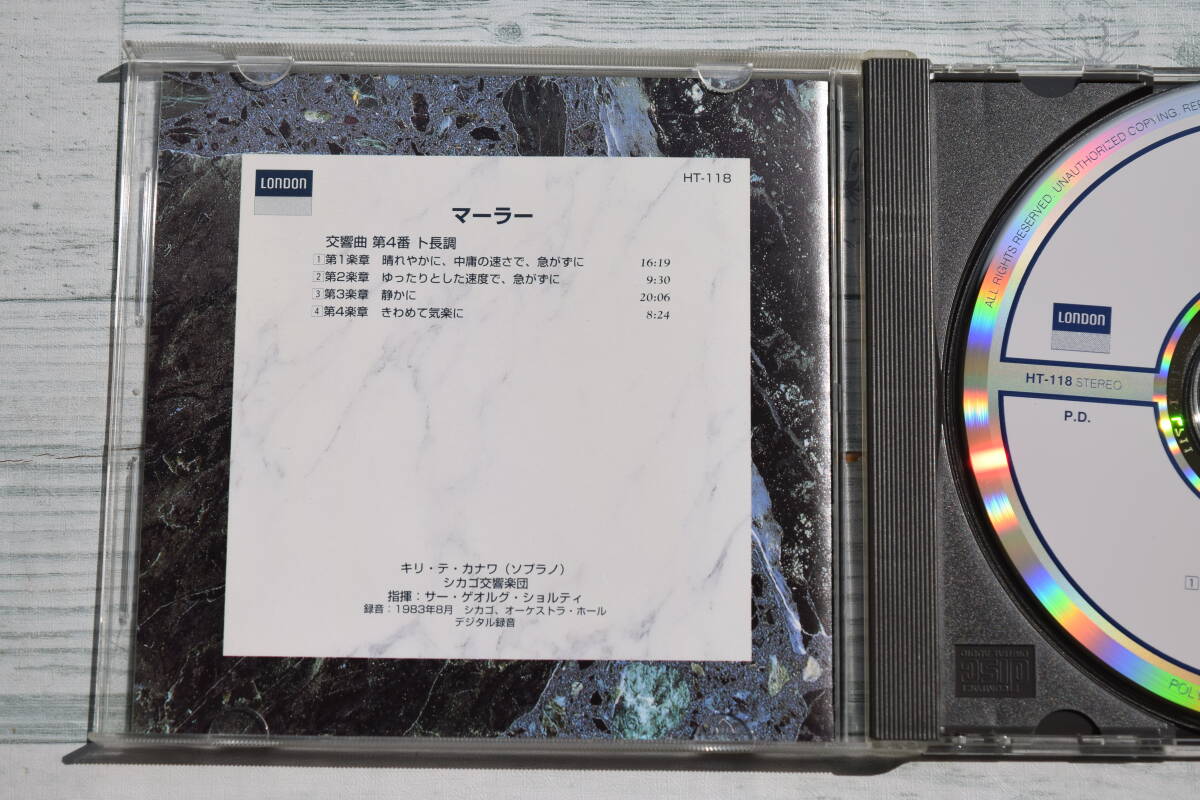 LONDON
HT-118
マーラー
交響曲 第4番 ト長調
1 第1楽章 晴れやかに、中庸の速さで、急がずに 16:19
2 第2楽章 ゆったりとした速度で、急がずに 9:30
3 第3楽章 静かに 20:06
4 第4楽章 きわめて気楽に 8:24
キリ・テ・カナワ（ソプラノ）
シカゴ交響楽団
指揮：サー・ゲオルグ・ショルティ
録音：1983年8月 シカゴ、オーケストラ・ホール
デジタル録音
ALL RIGHTS RESERVED. UNAUTHORIZED COPYING,
LONDON
HT-118 STEREO
P.D.
1
DISC